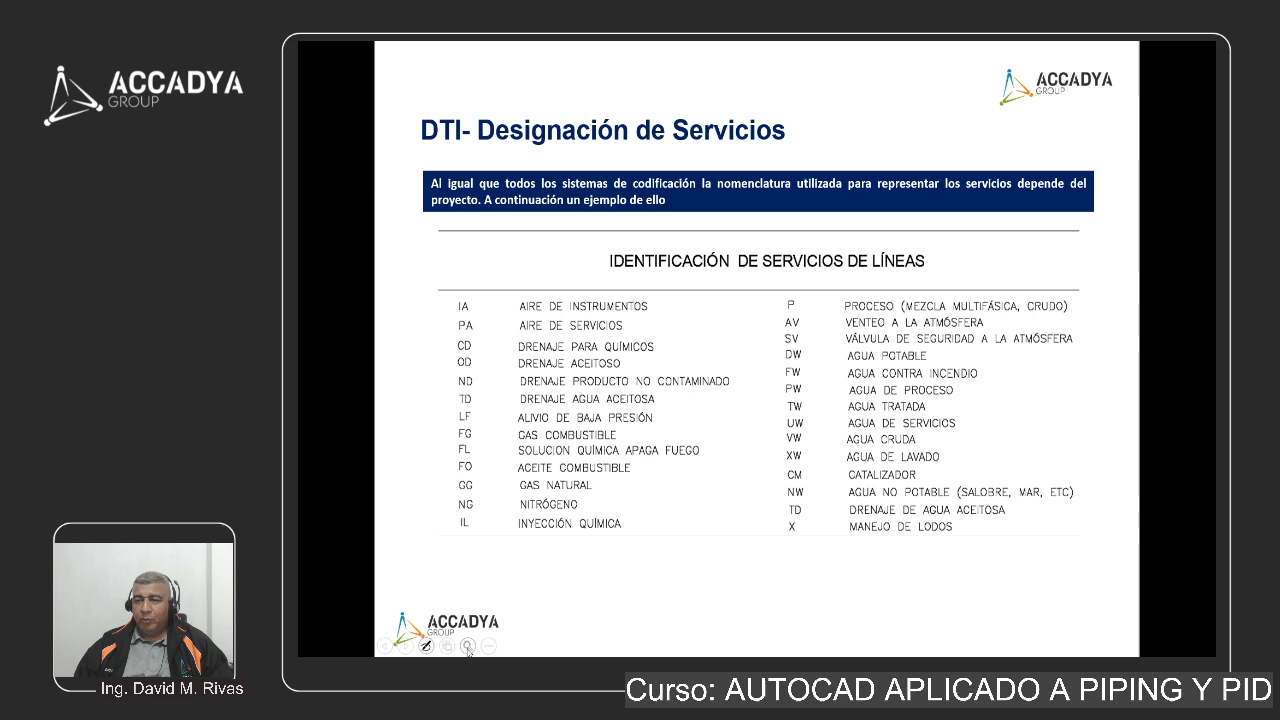 ACCADYA
GROUP
ACCADYA
GROUP
DTI- Designación de Servicios
Al igual que todos los sistemas de codificación la nomenclatura utilizada para representar los servicios depende del
proyecto. A continuación un ejemplo de ello
IDENTIFICACIÓN DE SERVICIOS DE LÍNEAS
IA AIRE DE INSTRUMENTOS
PA AIRE DE SERVICIOS
CD DRENAJE PARA QUÍMICOS
OD DRENAJE ACEITOSO
ND DRENAJE PRODUCTO NO CONTAMINADO
TD DRENAJE AGUA ACEITOSA
LF ALIVIO DE BAJA PRESIÓN
FG GAS COMBUSTIBLE
FL SOLUCION QUÍMICA APAGA FUEGO
FO ACEITE COMBUSTIBLE
GG GAS NATURAL
NG NITRÓGENO
IL INYECCIÓN QUÍMICA
P PROCESO (MEZCLA MULTIFÁSICA, CRUDO)
AV VENTEO A LA ATMÓSFERA
SV VÁLVULA DE SEGURIDAD A LA ATMÓSFERA
DW AGUA POTABLE
FW AGUA CONTRA INCENDIO
PW AGUA DE PROCESO
TW AGUA TRATADA
UW AGUA DE SERVICIOS
VW AGUA CRUDA
XW AGUA DE LAVADO
CM CATALIZADOR
NW AGUA NO POTABLE (SALOBRE, MAR, ETC)
TD DRENAJE DE AGUA ACEITOSA
X MANEJO DE LODOS
ACCADYA
GROUP
Ing. David M. Rivas
Curso: AUTOCAD APLICADO A PIPING Y PID